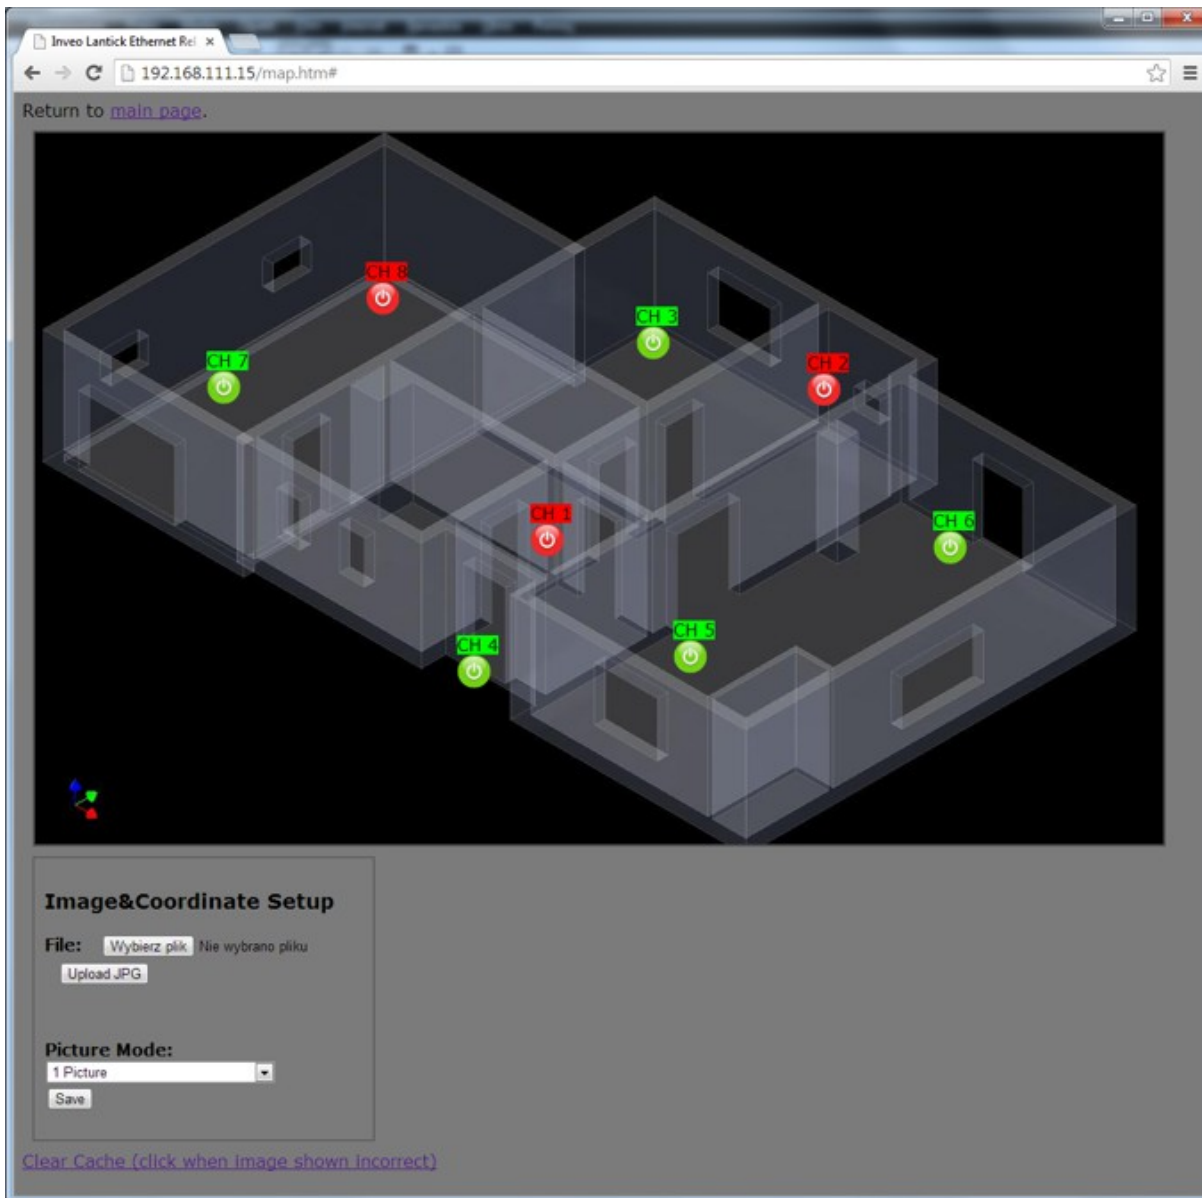 Inveo Lantick Ethernet Rel
192.168.111.15/map.htm#
Return to main page.
CH 8
CH 3
CH 7
CH 2
CH 1
CH 6
CH 5
CH 4
Image&Coordinate Setup
File: Wybierz plik Nie wybrano pliku
Upload JPG
Picture Mode:
1 Picture
Save
Clear Cache (click when image shown incorrect)